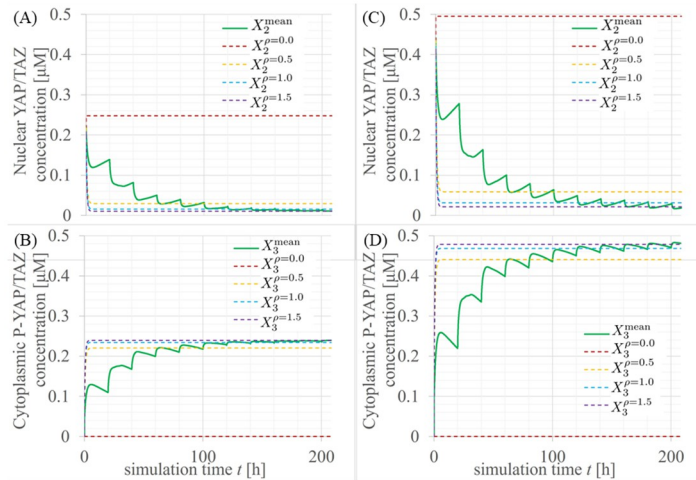 (A)
Nuclear YAP/TAZ
concentration [µM]
0.5
0.4
0.3
0.2
0.1
0
X₂^mean
X₂^ρ=0.0
X₂^ρ=0.5
X₂^ρ=1.0
X₂^ρ=1.5
(C)
Nuclear YAP/TAZ
concentration [µM]
0.5
0.4
0.3
0.2
0.1
0
X₂^mean
X₂^ρ=0.0
X₂^ρ=0.5
X₂^ρ=1.0
X₂^ρ=1.5
(B)
Cytoplasmic P-YAP/TAZ
concentration [µM]
0.5
0.4
0.3
0.2
0.1
0
X₃^mean
X₃^ρ=0.0
X₃^ρ=0.5
X₃^ρ=1.0
X₃^ρ=1.5
0 100 200
simulation time t [h]
(D)
Cytoplasmic P-YAP/TAZ
concentration [µM]
0.5
0.4
0.3
0.2
0.1
0
X₃^mean
X₃^ρ=0.0
X₃^ρ=0.5
X₃^ρ=1.0
X₃^ρ=1.5
0 100 200
simulation time t [h]